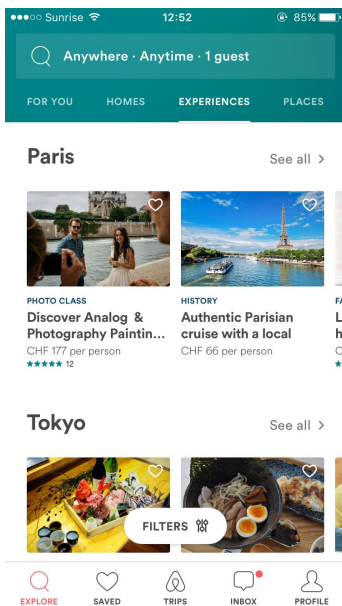 Sunrise 12:52 85%
Anywhere · Anytime · 1 guest
FOR YOU HOMES EXPERIENCES PLACES
Paris See all >
PHOTO CLASS HISTORY
Discover Analog & Authentic Parisian
Photography Paintin... cruise with a local
CHF 177 per person CHF 66 per person
★★★★★ 12
Tokyo See all >
FILTERS
EXPLORE SAVED TRIPS INBOX PROFILE